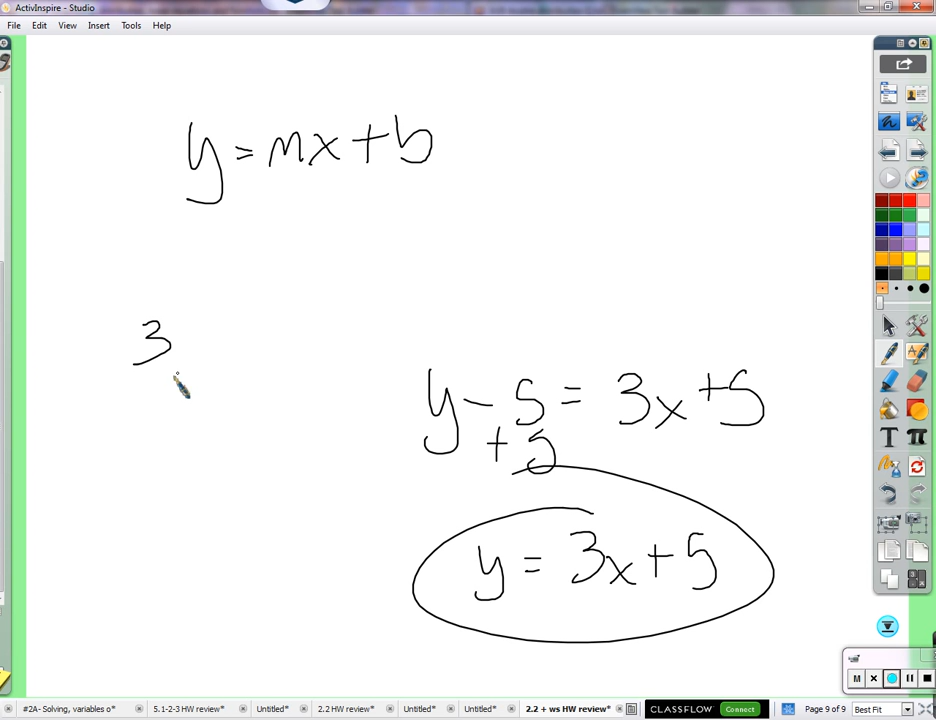 ActivInspire - Studio
File Edit View Insert Tools Help
y = mx + b
3
y - 5 = 3x + 5
+ 5
y = 3x + 5
#2A- Solving, variables o* 5.1-2-3 HW review* Untitled* 2.2 HW review* Untitled* Untitled* 2.2 + ws HW review* CLASSFLOW Connect Page 9 of 9 Best Fit